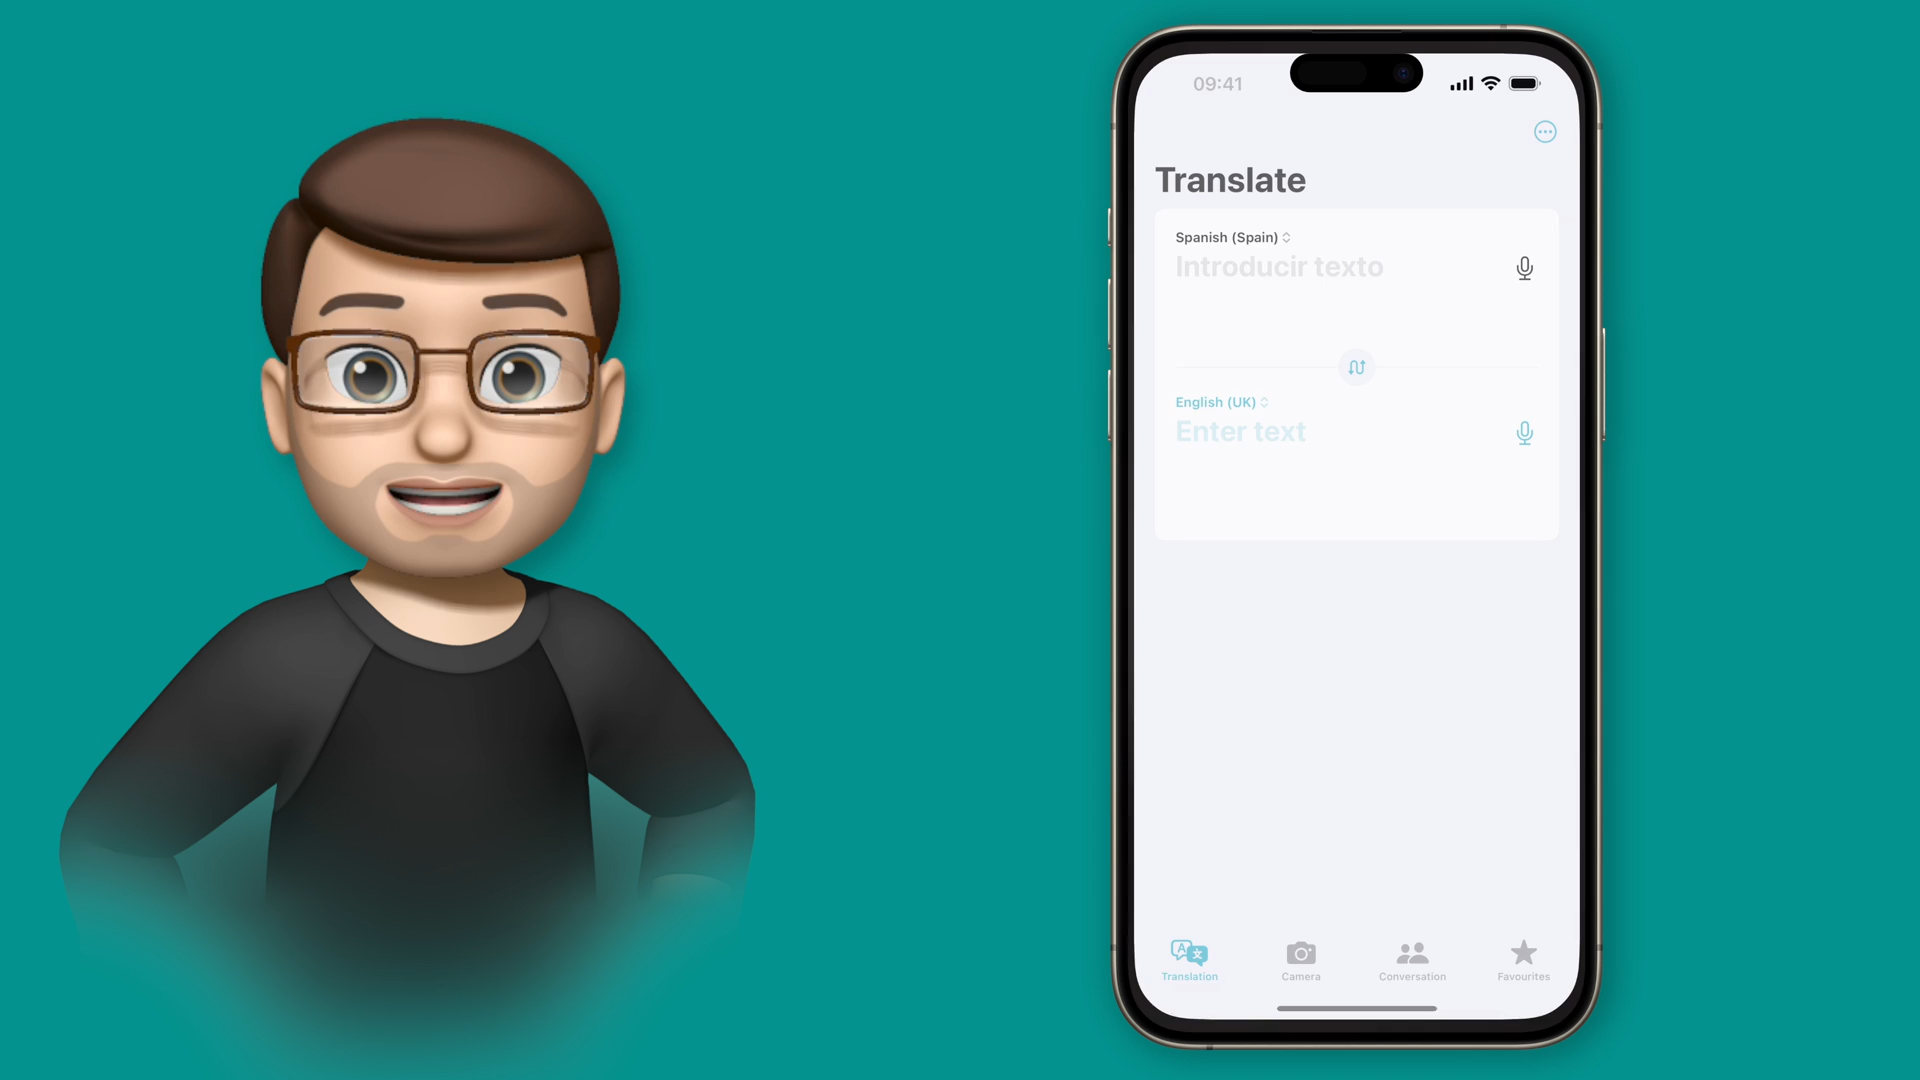 09:41
Translate
Spanish (Spain)
Introducir texto
English (UK)
Enter text
Translation
Camera
Conversation
Favourites